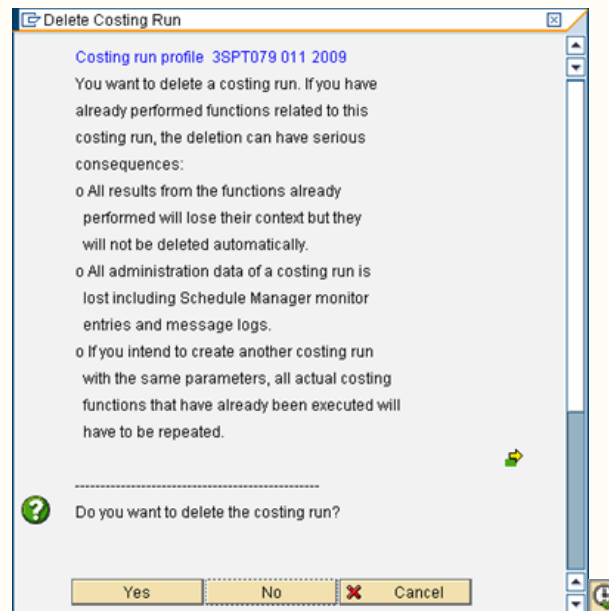 Delete Costing Run
Costing run profile 3SPT079 011 2009
You want to delete a costing run. If you have
already performed functions related to this
costing run, the deletion can have serious
consequences:
o All results from the functions already
performed will lose their context but they
will not be deleted automatically.
o All administration data of a costing run is
lost including Schedule Manager monitor
entries and message logs.
o If you intend to create another costing run
with the same parameters, all actual costing
functions that have already been executed will
have to be repeated.
------------------------------------------------
Do you want to delete the costing run?
Yes No Cancel